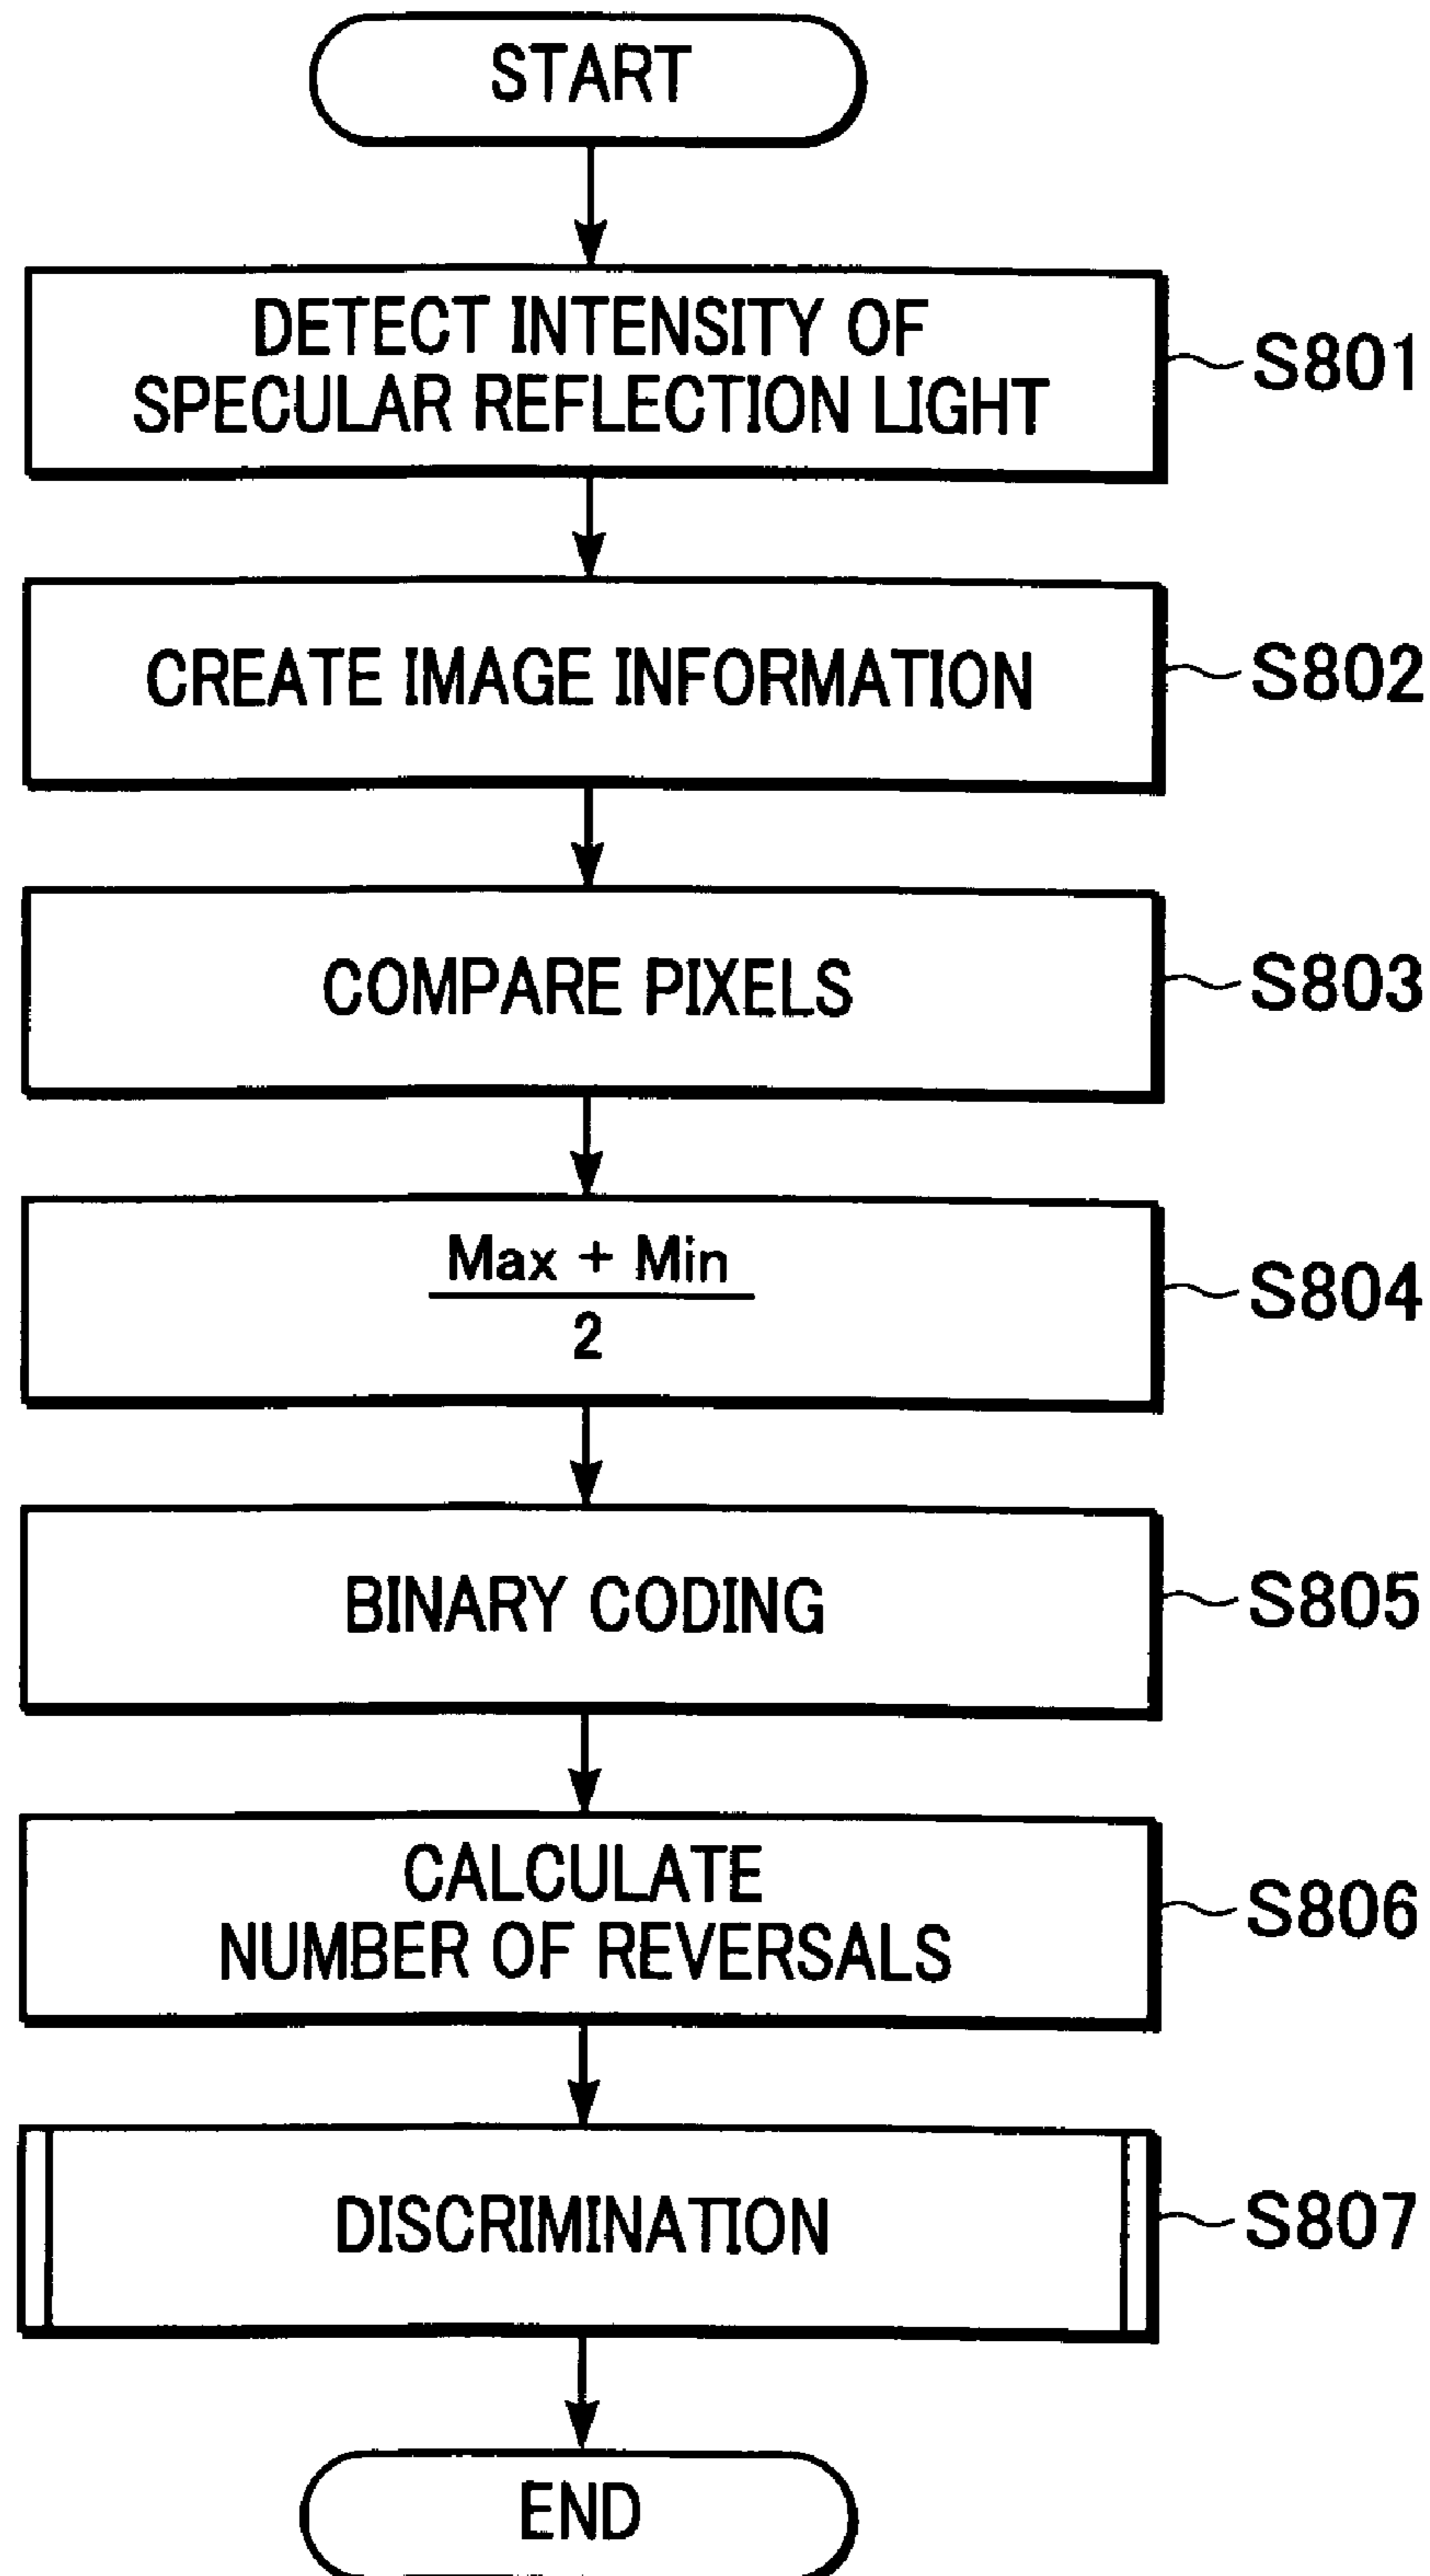 START
DETECT INTENSITY OF
SPECULAR REFLECTION LIGHT
S801
CREATE IMAGE INFORMATION
S802
COMPARE PIXELS
S803
Max + Min
2
S804
BINARY CODING
S805
CALCULATE
NUMBER OF REVERSALS
S806
DISCRIMINATION
S807
END